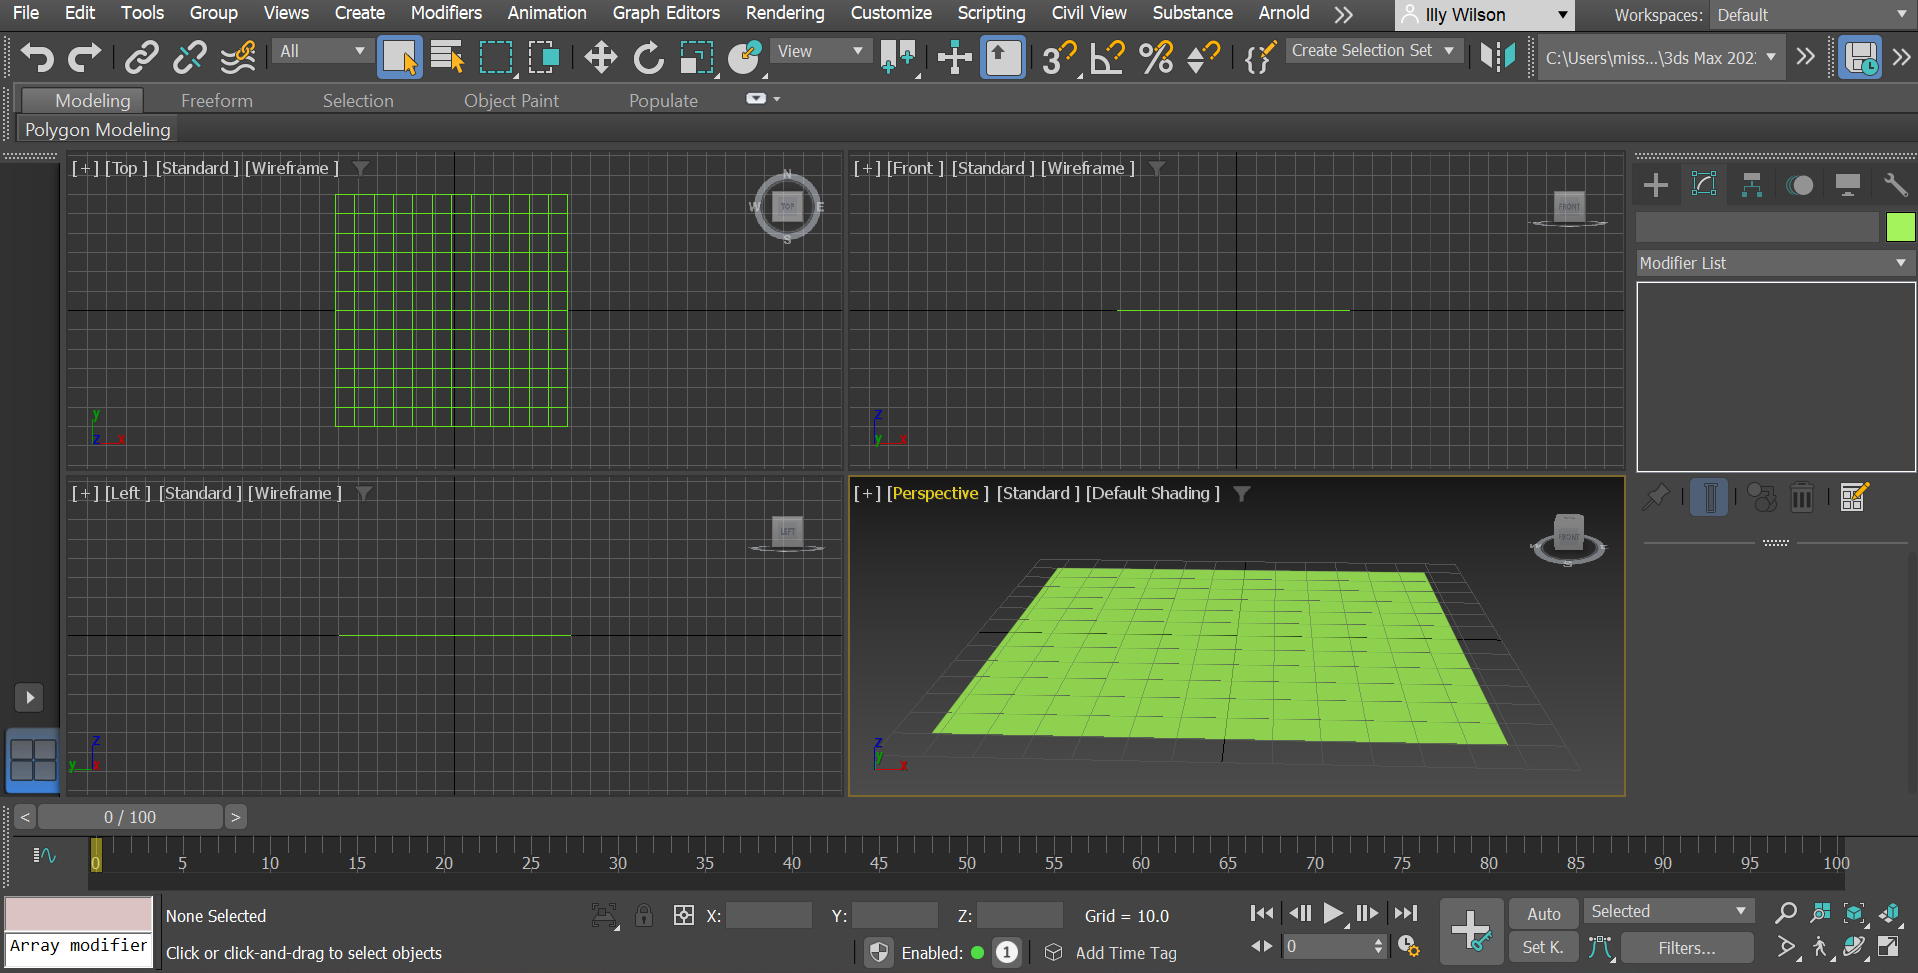 File Edit Tools Group Views Create Modifiers Animation Graph Editors Rendering Customize Scripting Civil View Substance Arnold Illy Wilson Workspaces: Default
All View Create Selection Set C:\Users\miss...\3ds Max 202
Modeling Freeform Selection Object Paint Populate
Polygon Modeling
[+] [Top ] [Standard ] [Wireframe ]
N
W TOP E
S
y
z x
[+] [Front ] [Standard ] [Wireframe ]
FRONT
z
y x
Modifier List
[+] [Left ] [Standard ] [Wireframe ]
LEFT
z
y x
[+] [Perspective ] [Standard ] [Default Shading ]
FRONT
W E
S
z
y x
< 0 / 100 >
0 5 10 15 20 25 30 35 40 45 50 55 60 65 70 75 80 85 90 95 100
None Selected X: Y: Z: Grid = 10.0 Auto Selected
Array modifier Click or click-and-drag to select objects Enabled: 1 Add Time Tag 0 Set K. Filters...